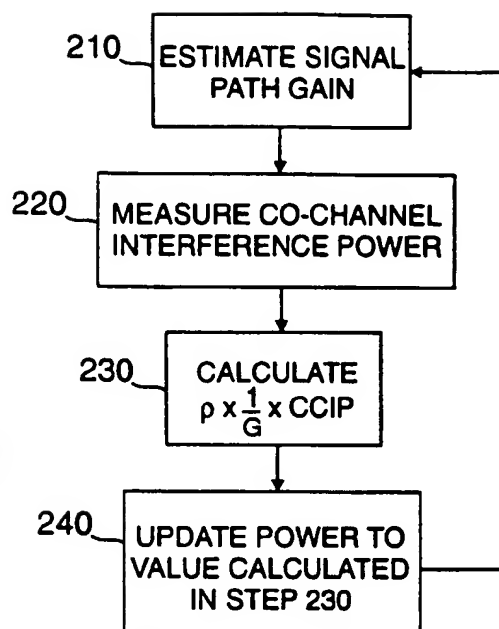 210
ESTIMATE SIGNAL
PATH GAIN
220
MEASURE CO-CHANNEL
INTERFERENCE POWER
230
CALCULATE
ρ x 1/G x CCIP
240
UPDATE POWER TO
VALUE CALCULATED
IN STEP 230